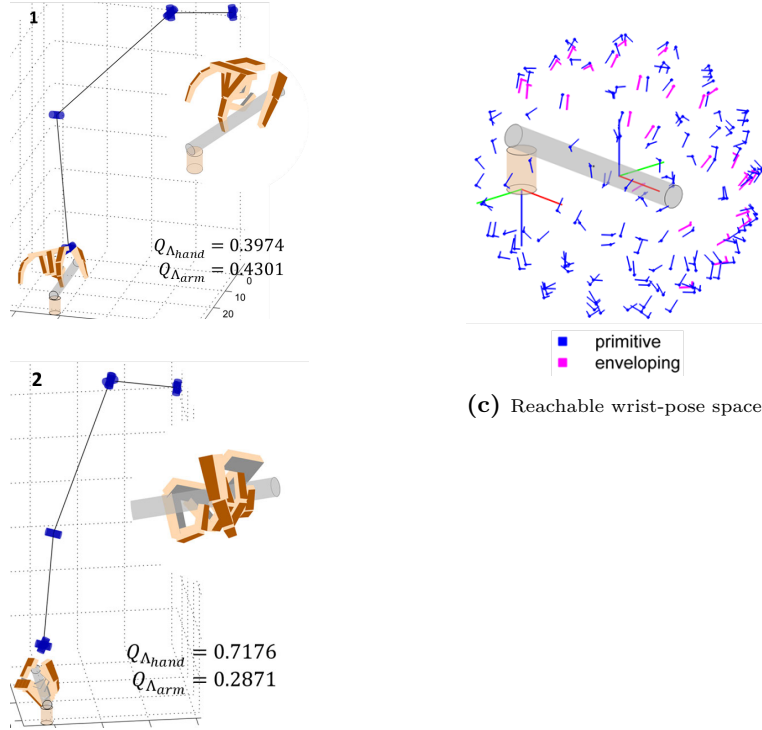 1
Q_{Λ_{hand}} = 0.3974
Q_{Λ_{arm}} = 0.4301
0
10
20
primitive
enveloping
(c) Reachable wrist-pose space
2
Q_{Λ_{hand}} = 0.7176
Q_{Λ_{arm}} = 0.2871